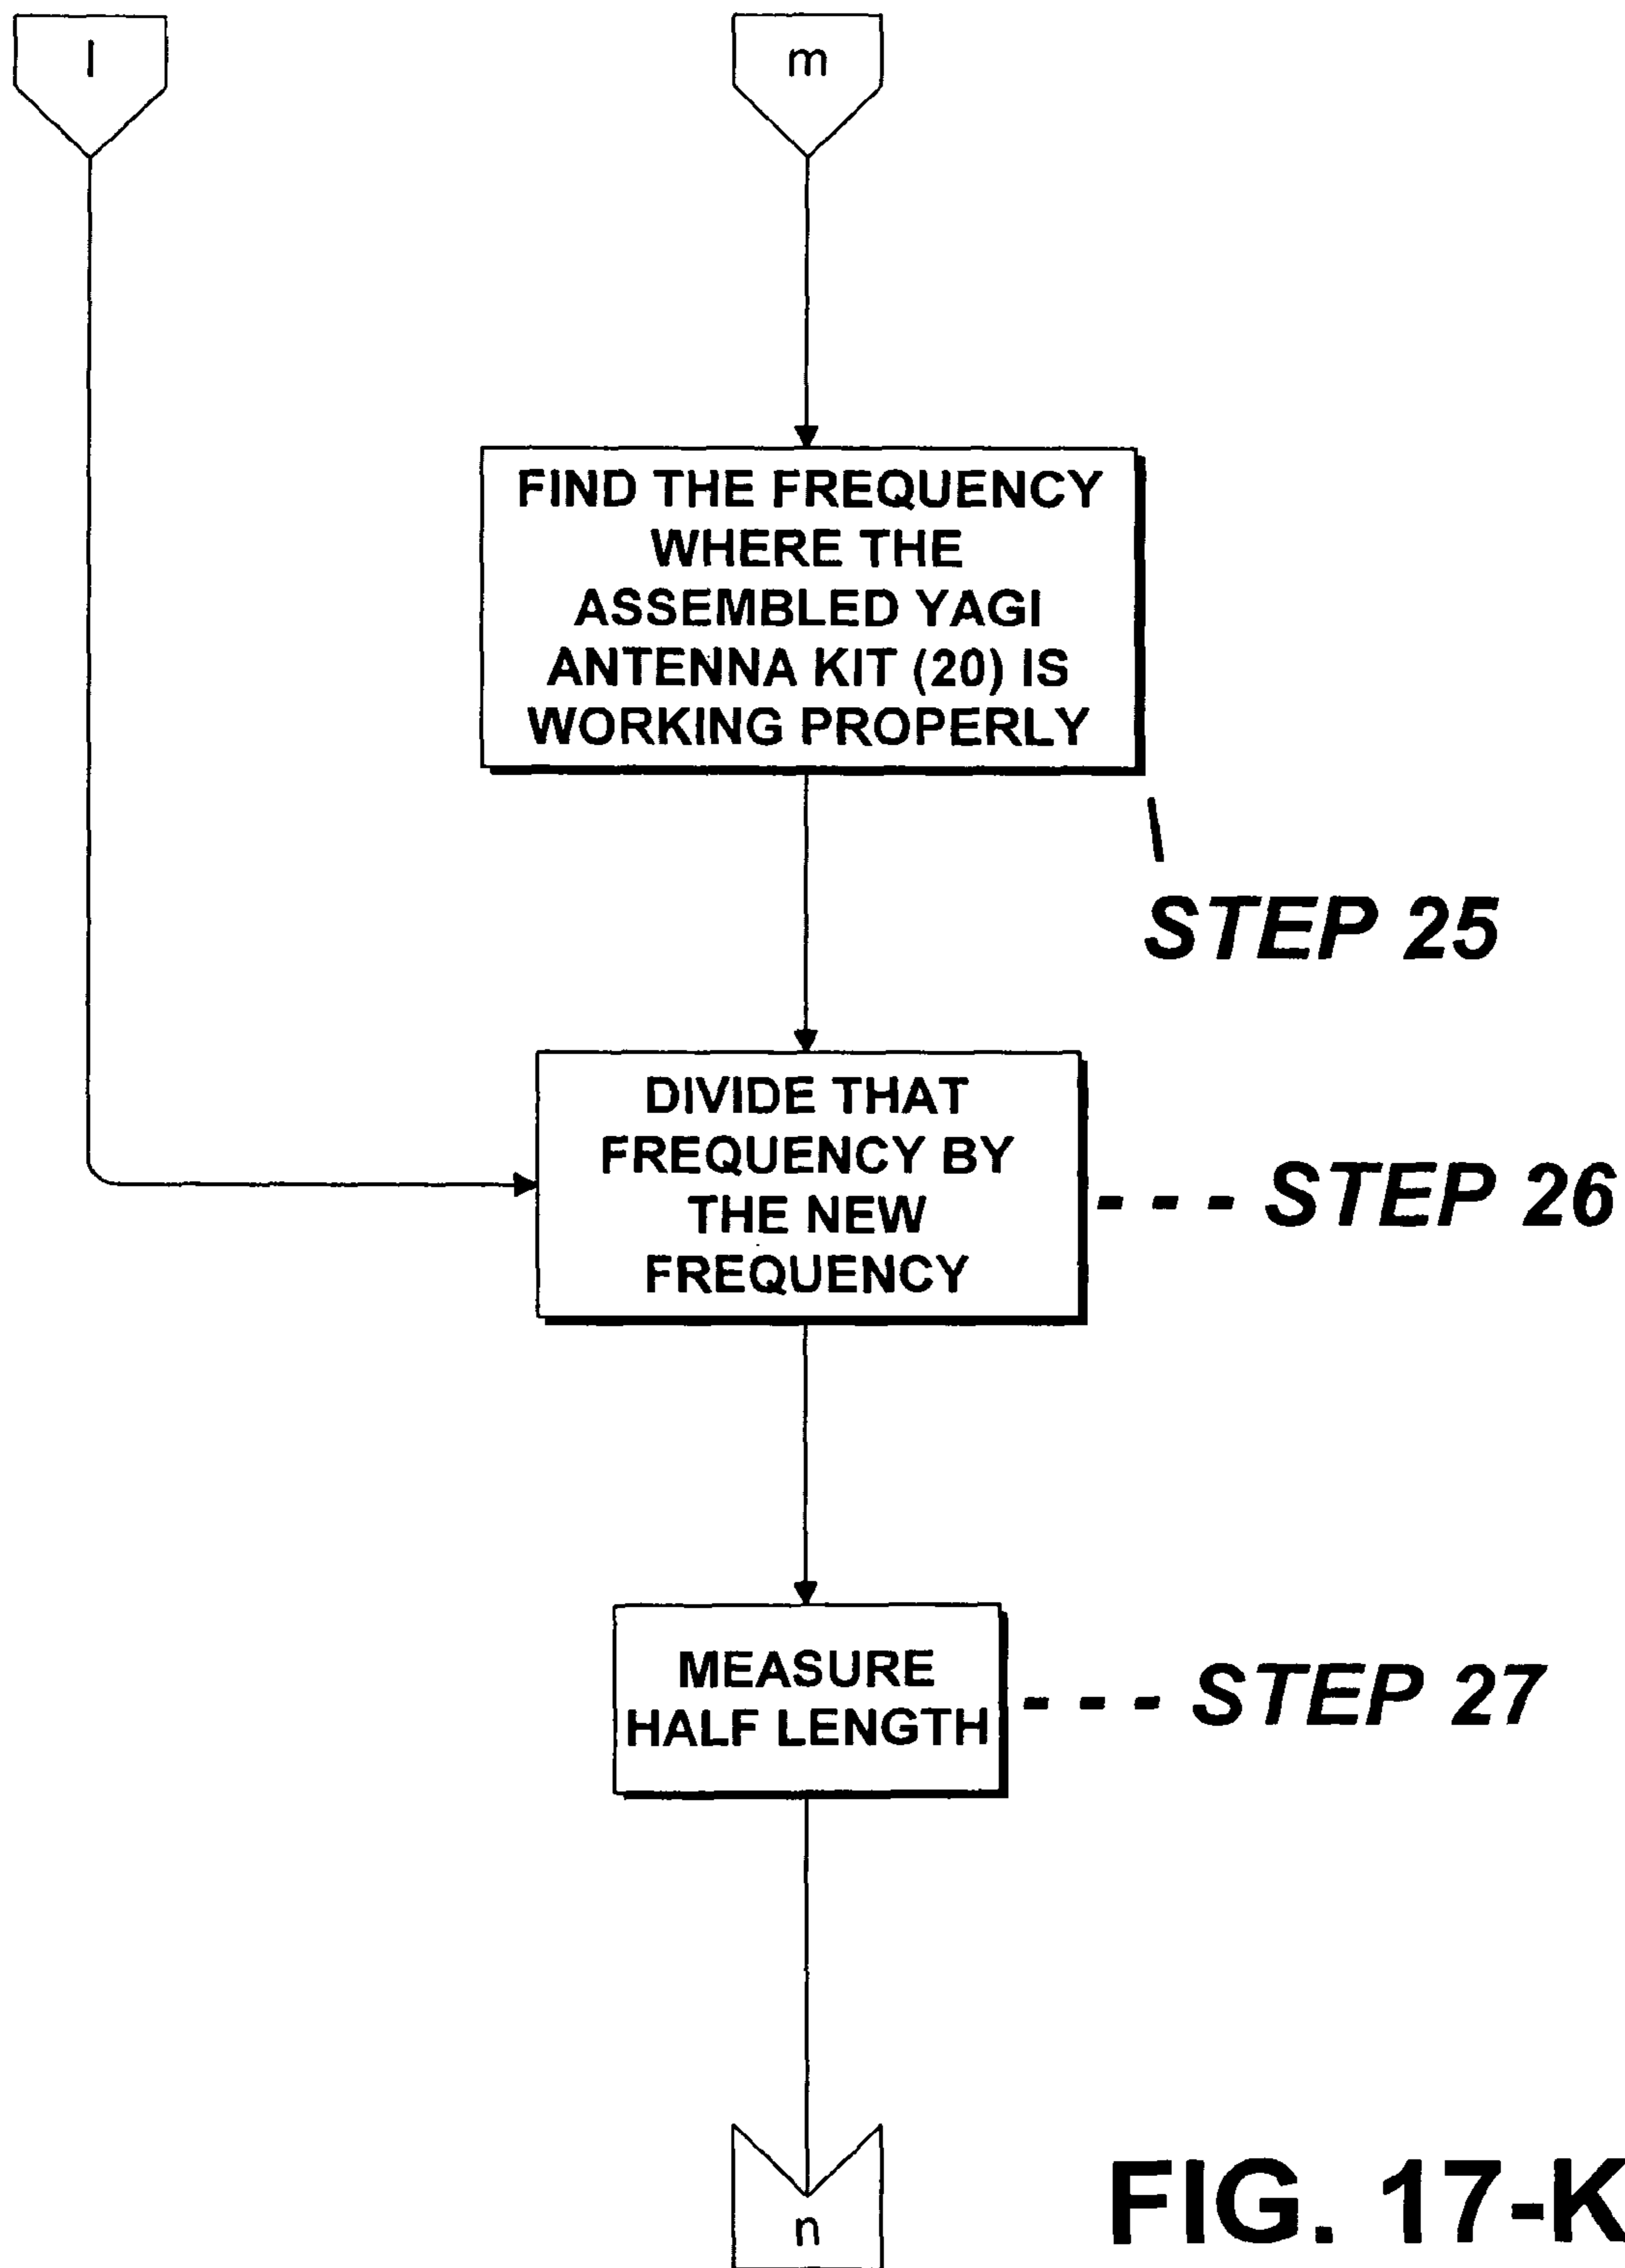 l
m
FIND THE FREQUENCY
WHERE THE
ASSEMBLED YAGI
ANTENNA KIT (20) IS
WORKING PROPERLY
STEP 25
DIVIDE THAT
FREQUENCY BY
THE NEW
FREQUENCY
--- STEP 26
MEASURE
HALF LENGTH
--- STEP 27
n
FIG. 17-K